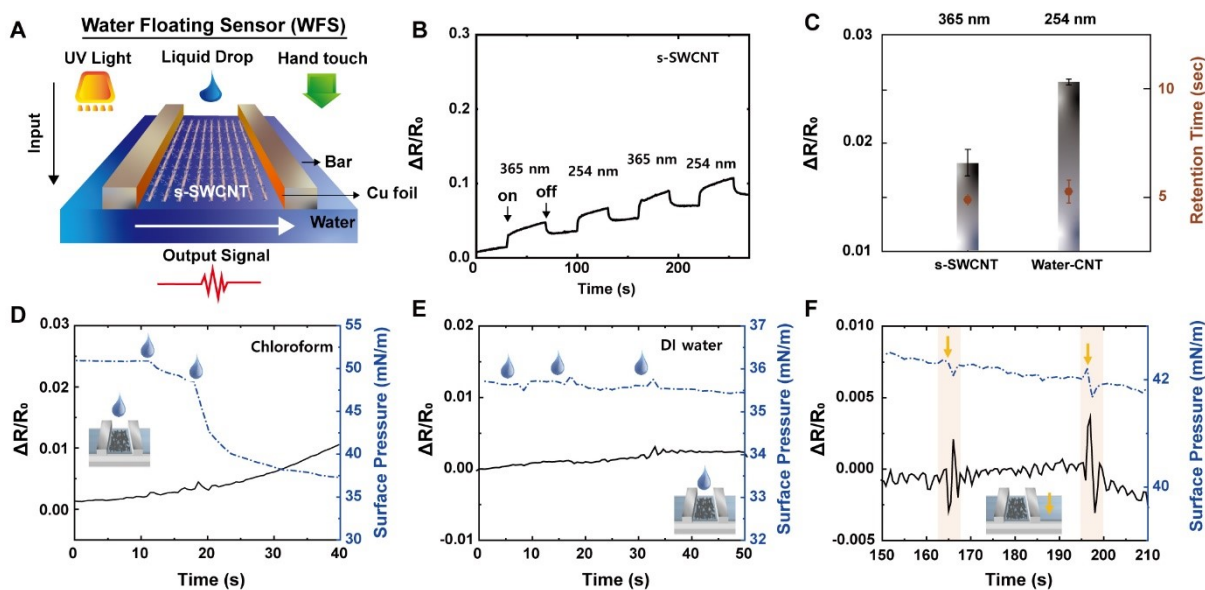 A
Water Floating Sensor (WFS)
UV Light
Liquid Drop
Hand touch
Input
Bar
s-SWCNT
Cu foil
Water
Output Signal
B
s-SWCNT
ΔR/R₀
0.3
0.2
0.1
0.0
365 nm
254 nm
365 nm
254 nm
on
off
0
100
200
Time (s)
C
365 nm
254 nm
ΔR/R₀
0.03
0.02
0.01
10
5
Retention Time (sec)
s-SWCNT
Water-CNT
D
Chloroform
ΔR/R₀
0.03
0.02
0.01
0.00
55
50
45
40
35
30
Surface Pressure (mN/m)
0
10
20
30
40
Time (s)
E
DI water
ΔR/R₀
0.02
0.01
0.00
-0.01
37
36
35
34
33
32
Surface Pressure (mN/m)
0
10
20
30
40
50
Time (s)
F
ΔR/R₀
0.010
0.005
0.000
-0.005
42
40
Surface Pressure (mN/m)
150
160
170
180
190
200
210
Time (s)